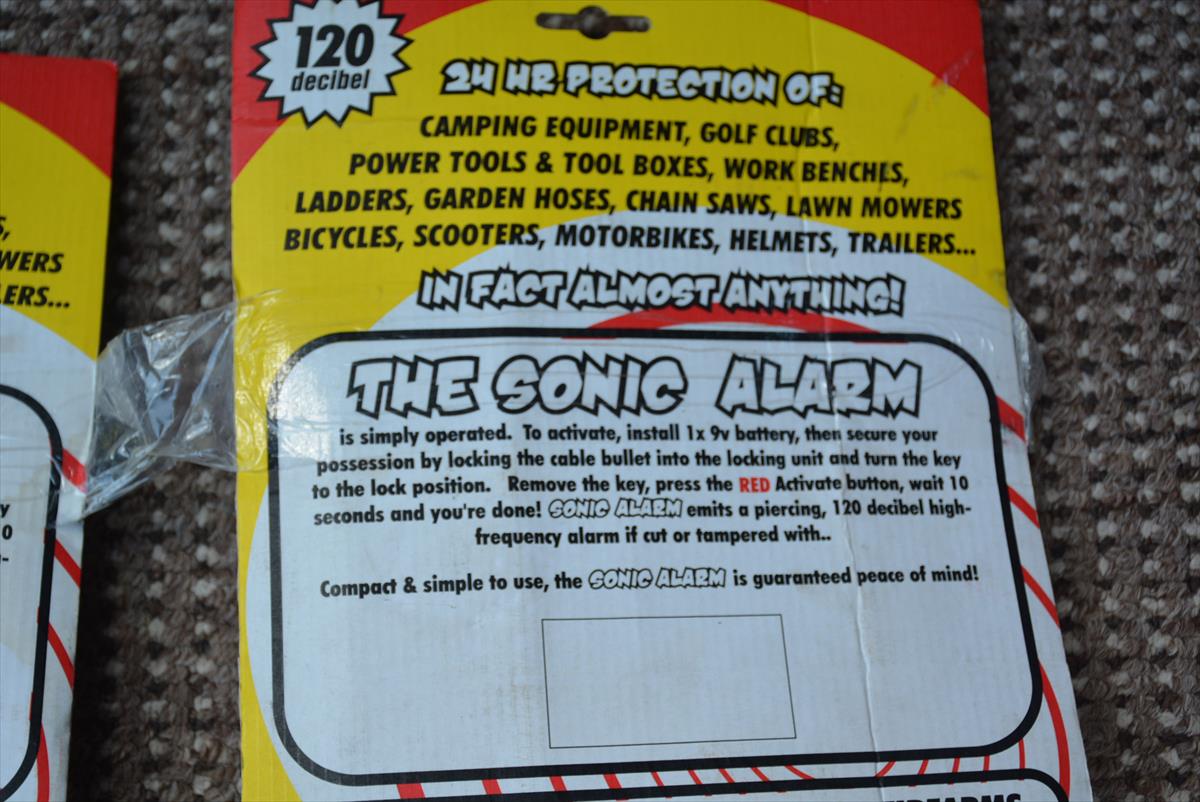 120
decibel
24 HR PROTECTION OF:
CAMPING EQUIPMENT, GOLF CLUBS,
POWER TOOLS & TOOL BOXES, WORK BENCHES,
LADDERS, GARDEN HOSES, CHAIN SAWS, LAWN MOWERS
BICYCLES, SCOOTERS, MOTORBIKES, HELMETS, TRAILERS...
IN FACT ALMOST ANYTHING!
THE SONIC ALARM
is simply operated. To activate, install 1x 9v battery, then secure your
possession by locking the cable bullet into the locking unit and turn the key
to the lock position. Remove the key, press the RED Activate button, wait 10
seconds and you're done! SONIC ALARM emits a piercing, 120 decibel high-
frequency alarm if cut or tampered with..
Compact & simple to use, the SONIC ALARM is guaranteed peace of mind!